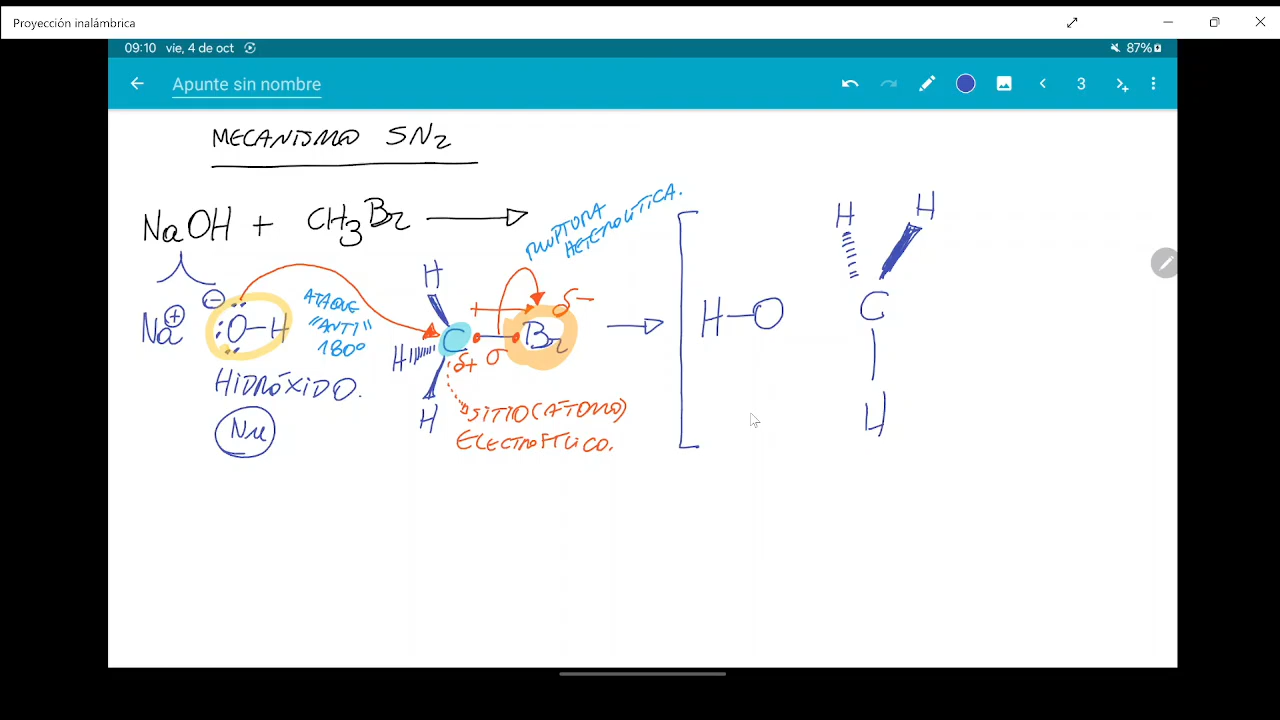 Proyección inalámbrica
09:10 vie, 4 de oct
87%
Apunte sin nombre
3
MECANISMO SN2
NaOH + CH3Br
RUPTURA
HETEROLÍTICA.
Na ⊕
⊖
:O–H
HIDRÓXIDO.
Nu
ATAQUE
"ANTI"
180º
H
H
C
Br
H
δ+
σ
δ−
SITIO (ÁTOMO)
ELECTROFÍLICO.
H–O
H
H
C
H